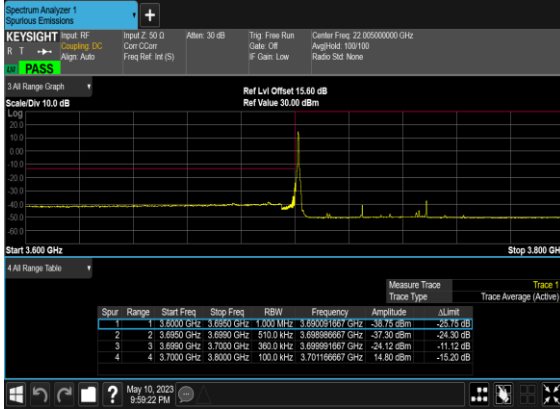 Spectrum Analyzer 1
Spurious Emissions
+
KEYSIGHT Input: RF Input Z: 50 Ω Atten: 30 dB Trig: Free Run Center Freq: 22.005000000 GHz
R T Coupling: DC Corr CCorr Gate: Off Avg|Hold: 100/100
Align: Auto Freq Ref: Int (S) IF Gain: Low Radio Std: None
PASS
3 All Range Graph
Ref Lvl Offset 15.60 dB
Scale/Div 10.0 dB Ref Value 30.00 dBm
Log
20.0
10.0
0.00
-10.0
-20.0
-30.0
-40.0
-50.0
-60.0
Start 3.600 GHz Stop 3.800 GH
4 All Range Table
Measure Trace Trace 1
Trace Type Trace Average (Active)
Spur Range Start Freq Stop Freq RBW Frequency Amplitude ΔLimit
1 1 3.6000 GHz 3.6950 GHz 1.000 MHz 3.690091667 GHz -38.75 dBm -25.75 dB
2 2 3.6950 GHz 3.6990 GHz 510.0 kHz 3.698986667 GHz -37.30 dBm -24.30 dB
3 3 3.6990 GHz 3.7000 GHz 360.0 kHz 3.699991667 GHz -24.12 dBm -11.12 dB
4 4 3.7000 GHz 3.8000 GHz 100.0 kHz 3.701166667 GHz 14.80 dBm -15.20 dB
? May 10, 2023
9:59:22 PM